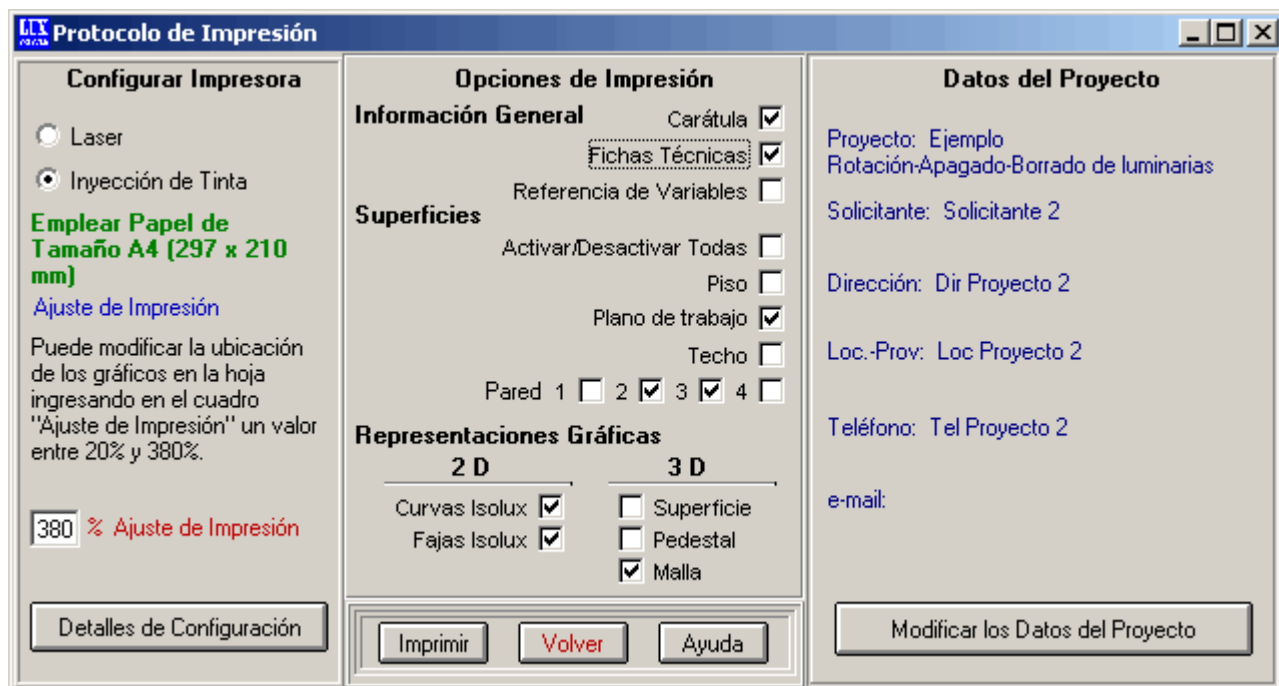 LUX
Protocolo de Impresión
Configurar Impresora
Laser
Inyección de Tinta
Emplear Papel de
Tamaño A4 (297 x 210
mm)
Ajuste de Impresión
Puede modificar la ubicación
de los gráficos en la hoja
ingresando en el cuadro
"Ajuste de Impresión" un valor
entre 20% y 380%.
380 % Ajuste de Impresión
Detalles de Configuración
Opciones de Impresión
Información General Carátula
Fichas Técnicas
Referencia de Variables
Superficies
Activar/Desactivar Todas
Piso
Plano de trabajo
Techo
Pared 1 2 3 4
Representaciones Gráficas
2 D 3 D
Curvas Isolux Superficie
Fajas Isolux Pedestal
Malla
Imprimir Volver Ayuda
Datos del Proyecto
Proyecto: Ejemplo
Rotación-Apagado-Borrado de luminarias
Solicitante: Solicitante 2
Dirección: Dir Proyecto 2
Loc.-Prov: Loc Proyecto 2
Teléfono: Tel Proyecto 2
e-mail:
Modificar los Datos del Proyecto